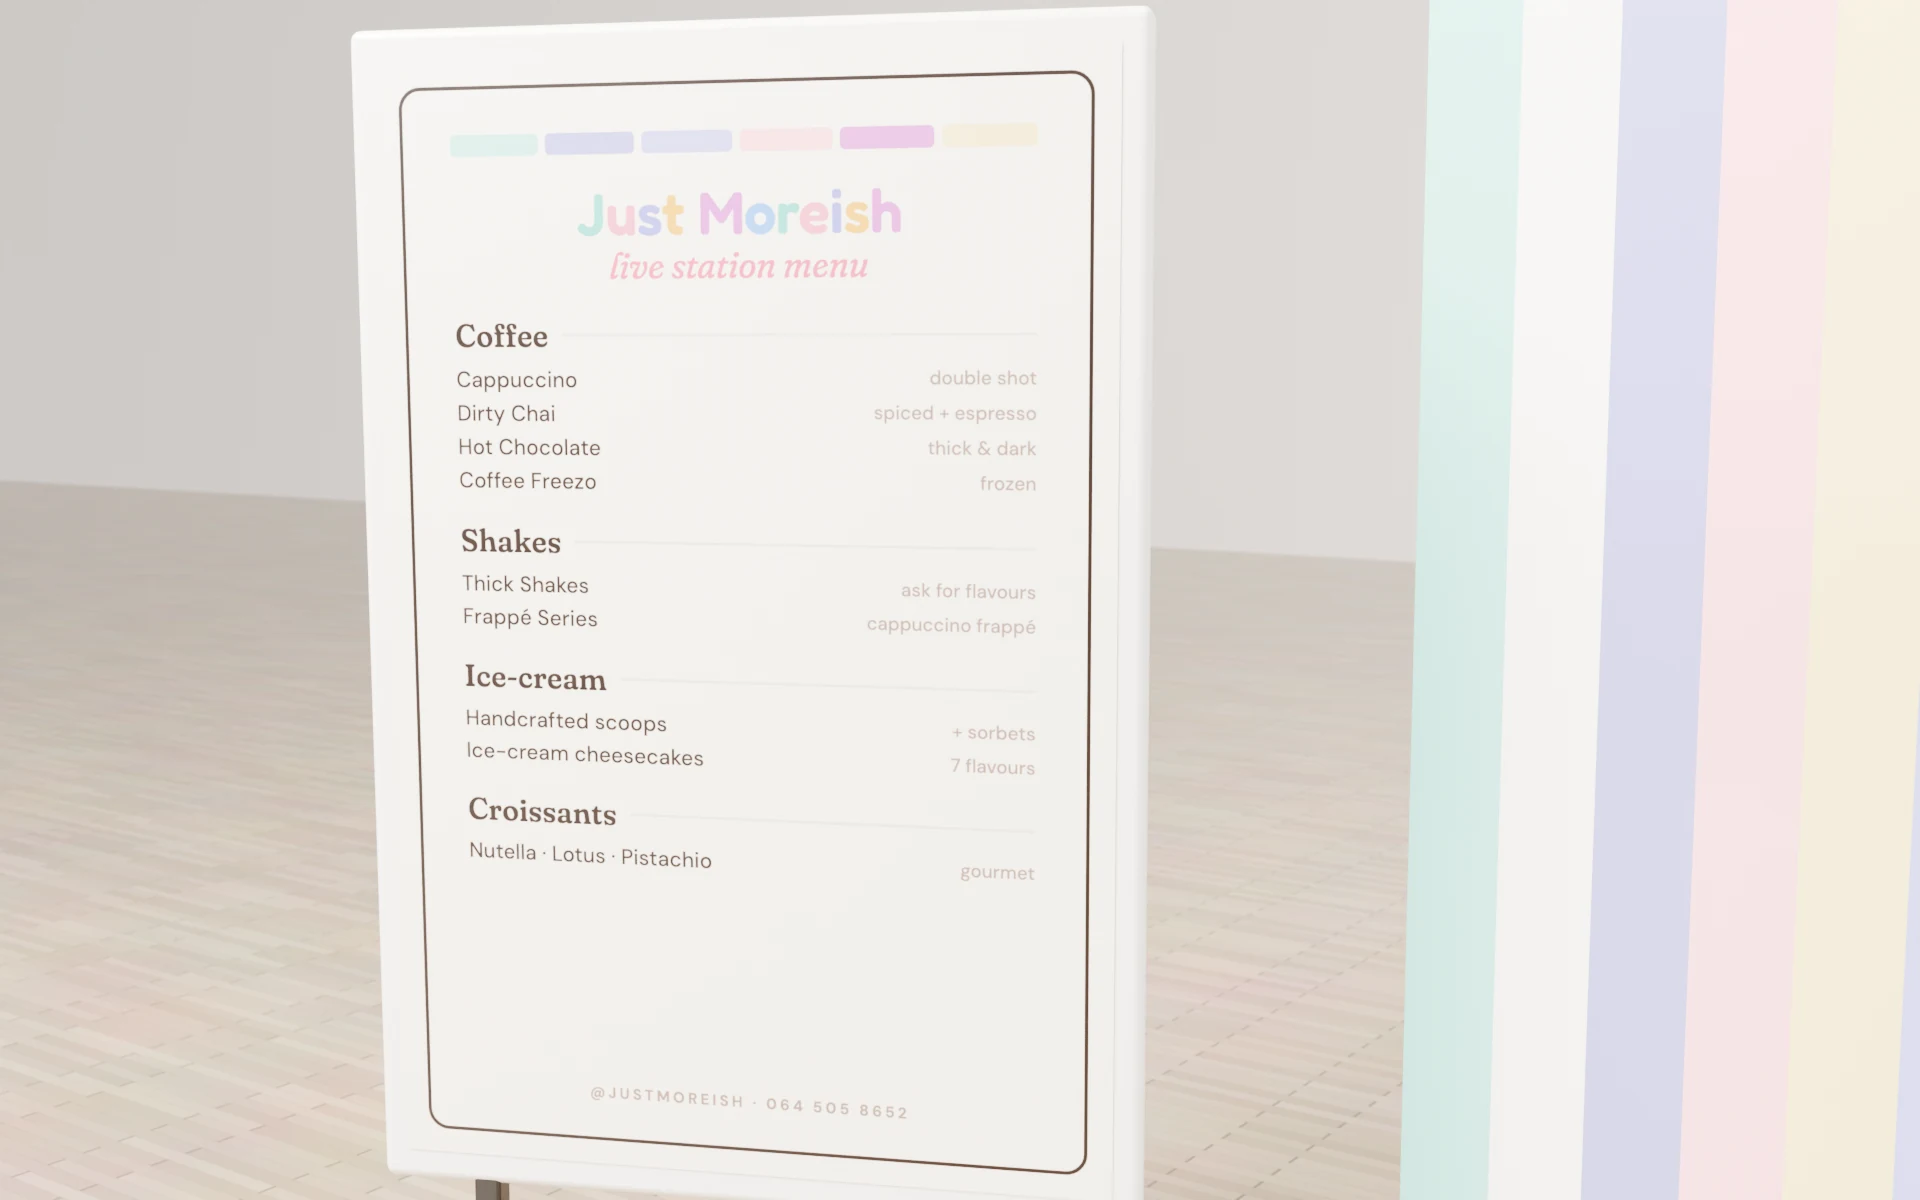 Just Moreish
live station menu
Coffee
Cappuccino double shot
Dirty Chai spiced + espresso
Hot Chocolate thick & dark
Coffee Freezo frozen
Shakes
Thick Shakes ask for flavours
Frappé Series cappuccino frappé
Ice-cream
Handcrafted scoops + sorbets
Ice-cream cheesecakes 7 flavours
Croissants
Nutella · Lotus · Pistachio gourmet
@JUSTMOREISH · 064 505 8652